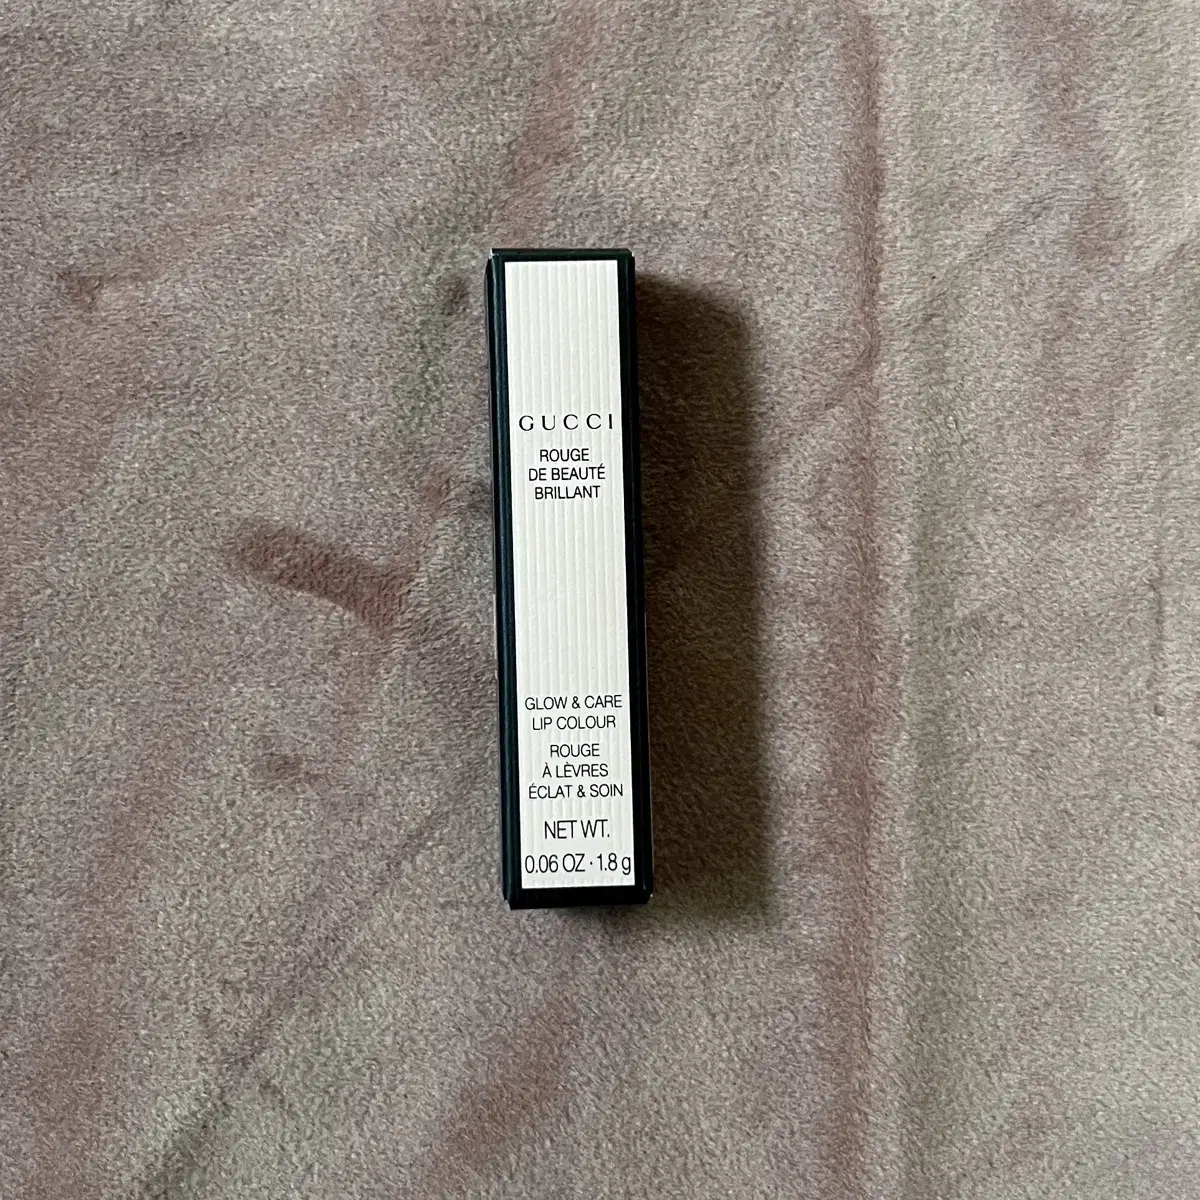 GUCCI
ROUGE
DE BEAUTÉ
BRILLANT
GLOW & CARE
LIP COLOUR
ROUGE
À LÈVRES
ÉCLAT & SOIN
NET WT.
0.06 OZ · 1.8 g